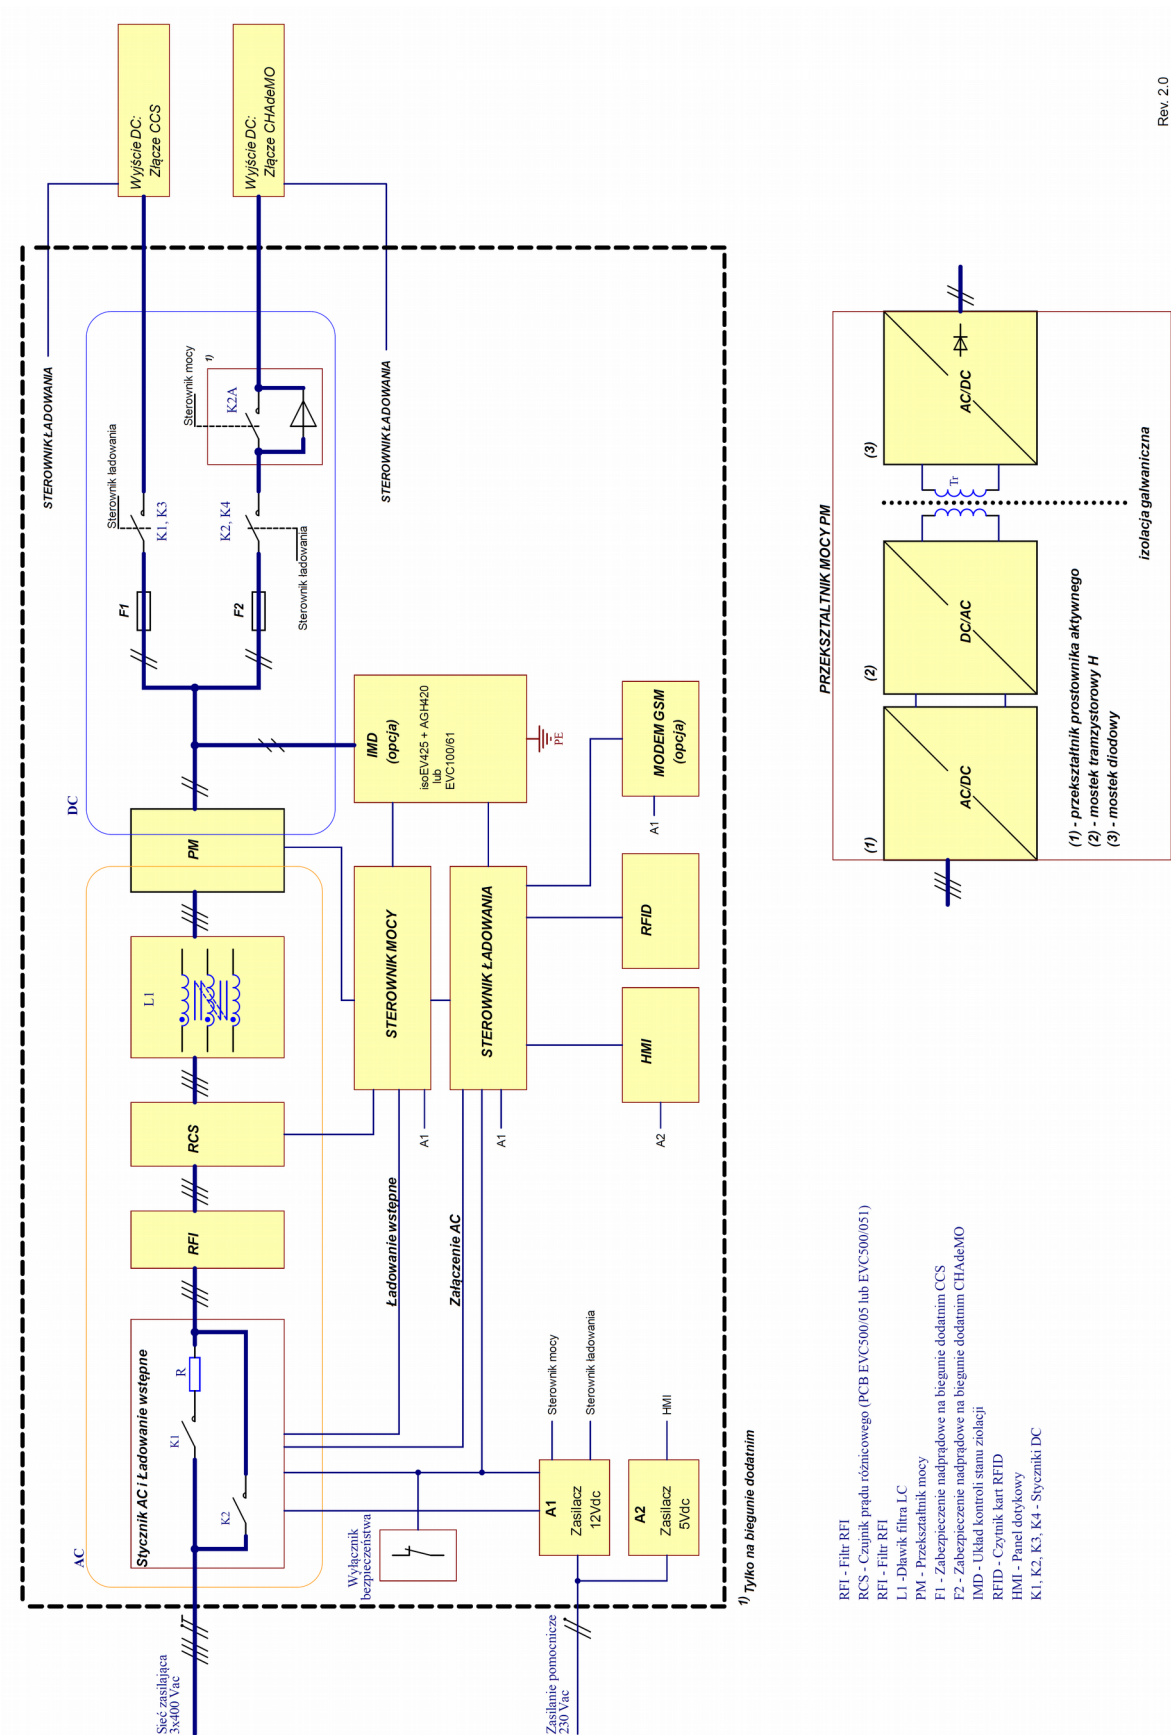 Sieć zasilająca
3x400 Vac
AC
Stycznik AC i Ładowanie wstępne
K1
R
K2
RFI
RCS
L1
PM
DC
F1
F2
Sterownik ładowania
K1, K3
K2, K4
Sterownik ładowania
Sterownik mocy
1)
K2A
STEROWNIK ŁADOWANIA
STEROWNIK ŁADOWANIA
Wyjście DC:
Złącze CCS
Wyjście DC:
Złącze CHAdeMO
IMD
(opcja)
isoEV425 + AGH420
lub
EVC100/61
PE
STEROWNIK MOCY
STEROWNIK ŁADOWANIA
A1
A1
Ładowanie wstępne
Załączenie AC
Wyłącznik
bezpieczeństwa
Zasilanie pomocnicze
230 Vac
A1
Zasilacz
12Vdc
Sterownik mocy
Sterownik ładowania
A2
Zasilacz
5Vdc
HMI
HMI
A2
RFID
MODEM GSM
(opcja)
A1
1) Tylko na biegunie dodatnim
RFI - Filtr RFI
RCS - Czujnik prądu różnicowego (PCB EVC500/05 lub EVC500/051)
RFI - Filtr RFI
L1 -Dławik filtra LC
PM - Przekształtnik mocy
F1 - Zabezpieczenie nadprądowe na biegunie dodatnim CCS
F2 - Zabezpieczenie nadprądowe na biegunie dodatnim CHAdeMO
IMD - Układ kontroli stanu ziolacji
RFID - Czytnik kart RFID
HMI - Panel dotykowy
K1, K2, K3, K4 - Styczniki DC
PRZEKSZTALTNIK MOCY PM
(1)
AC/DC
(2)
DC/AC
Tr
(3)
AC/DC
izolacja galwaniczna
(1) - przekształtnik prostownika aktywnego
(2) - mostek tramzystorowy H
(3) - mostek diodowy
Rev. 2.0